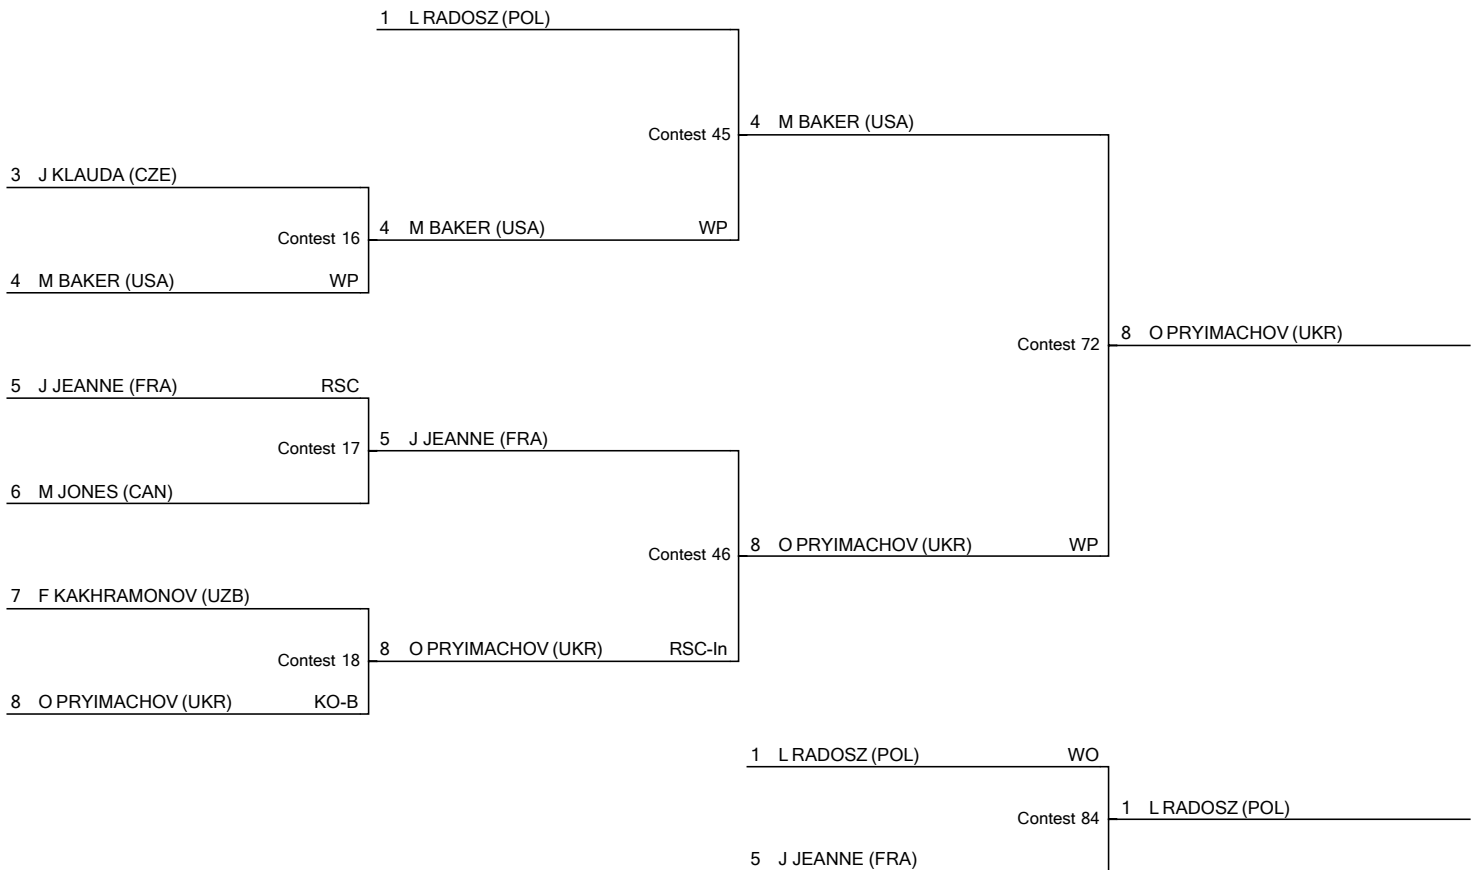 1 L RADOSZ (POL)
Contest 45 4 M BAKER (USA)
3 J KLAUDA (CZE)
Contest 16 4 M BAKER (USA) WP
4 M BAKER (USA) WP
Contest 72 8 O PRYIMACHOV (UKR)
5 J JEANNE (FRA) RSC
Contest 17 5 J JEANNE (FRA)
6 M JONES (CAN)
Contest 46 8 O PRYIMACHOV (UKR) WP
7 F KAKHRAMONOV (UZB)
Contest 18 8 O PRYIMACHOV (UKR) RSC-In
8 O PRYIMACHOV (UKR) KO-B
1 L RADOSZ (POL) WO
Contest 84 1 L RADOSZ (POL)
5 J JEANNE (FRA)